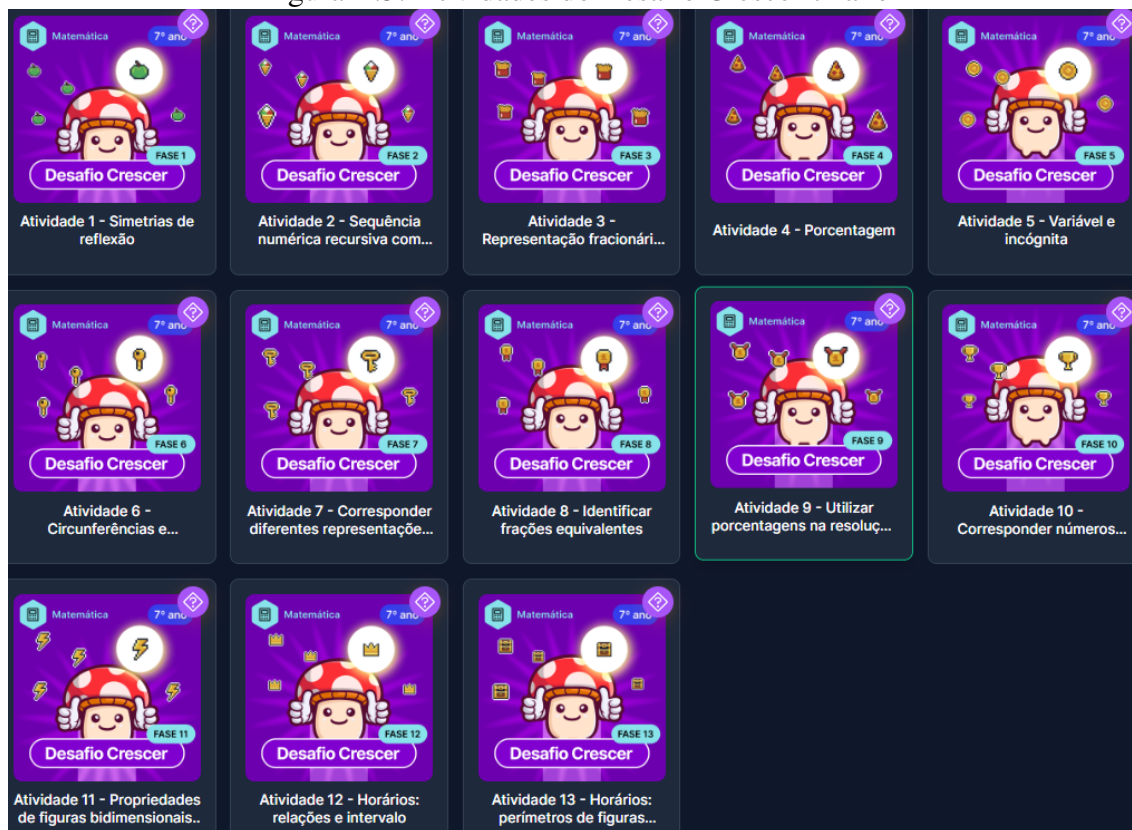 Matemática 7º ano
FASE 1
Desafio Crescer
Atividade 1 - Simetrias de
reflexão
Matemática 7º ano
FASE 2
Desafio Crescer
Atividade 2 - Sequência
numérica recursiva com...
Matemática 7º ano
FASE 3
Desafio Crescer
Atividade 3 -
Representação fracionári...
Matemática 7º ano
FASE 4
Desafio Crescer
Atividade 4 - Porcentagem
Matemática 7º ano
FASE 5
Desafio Crescer
Atividade 5 - Variável e
incógnita
Matemática 7º ano
FASE 6
Desafio Crescer
Atividade 6 -
Circunferências e...
Matemática 7º ano
FASE 7
Desafio Crescer
Atividade 7 - Corresponder
diferentes representaçõe...
Matemática 7º ano
FASE 8
Desafio Crescer
Atividade 8 - Identificar
frações equivalentes
Matemática 7º ano
FASE 9
Desafio Crescer
Atividade 9 - Utilizar
porcentagens na resoluç...
Matemática 7º ano
FASE 10
Desafio Crescer
Atividade 10 -
Corresponder números...
Matemática 7º ano
FASE 11
Desafio Crescer
Atividade 11 - Propriedades
de figuras bidimensionais..
Matemática 7º ano
FASE 12
Desafio Crescer
Atividade 12 - Horários:
relações e intervalo
Matemática 7º ano
FASE 13
Desafio Crescer
Atividade 13 - Horários:
perímetros de figuras...